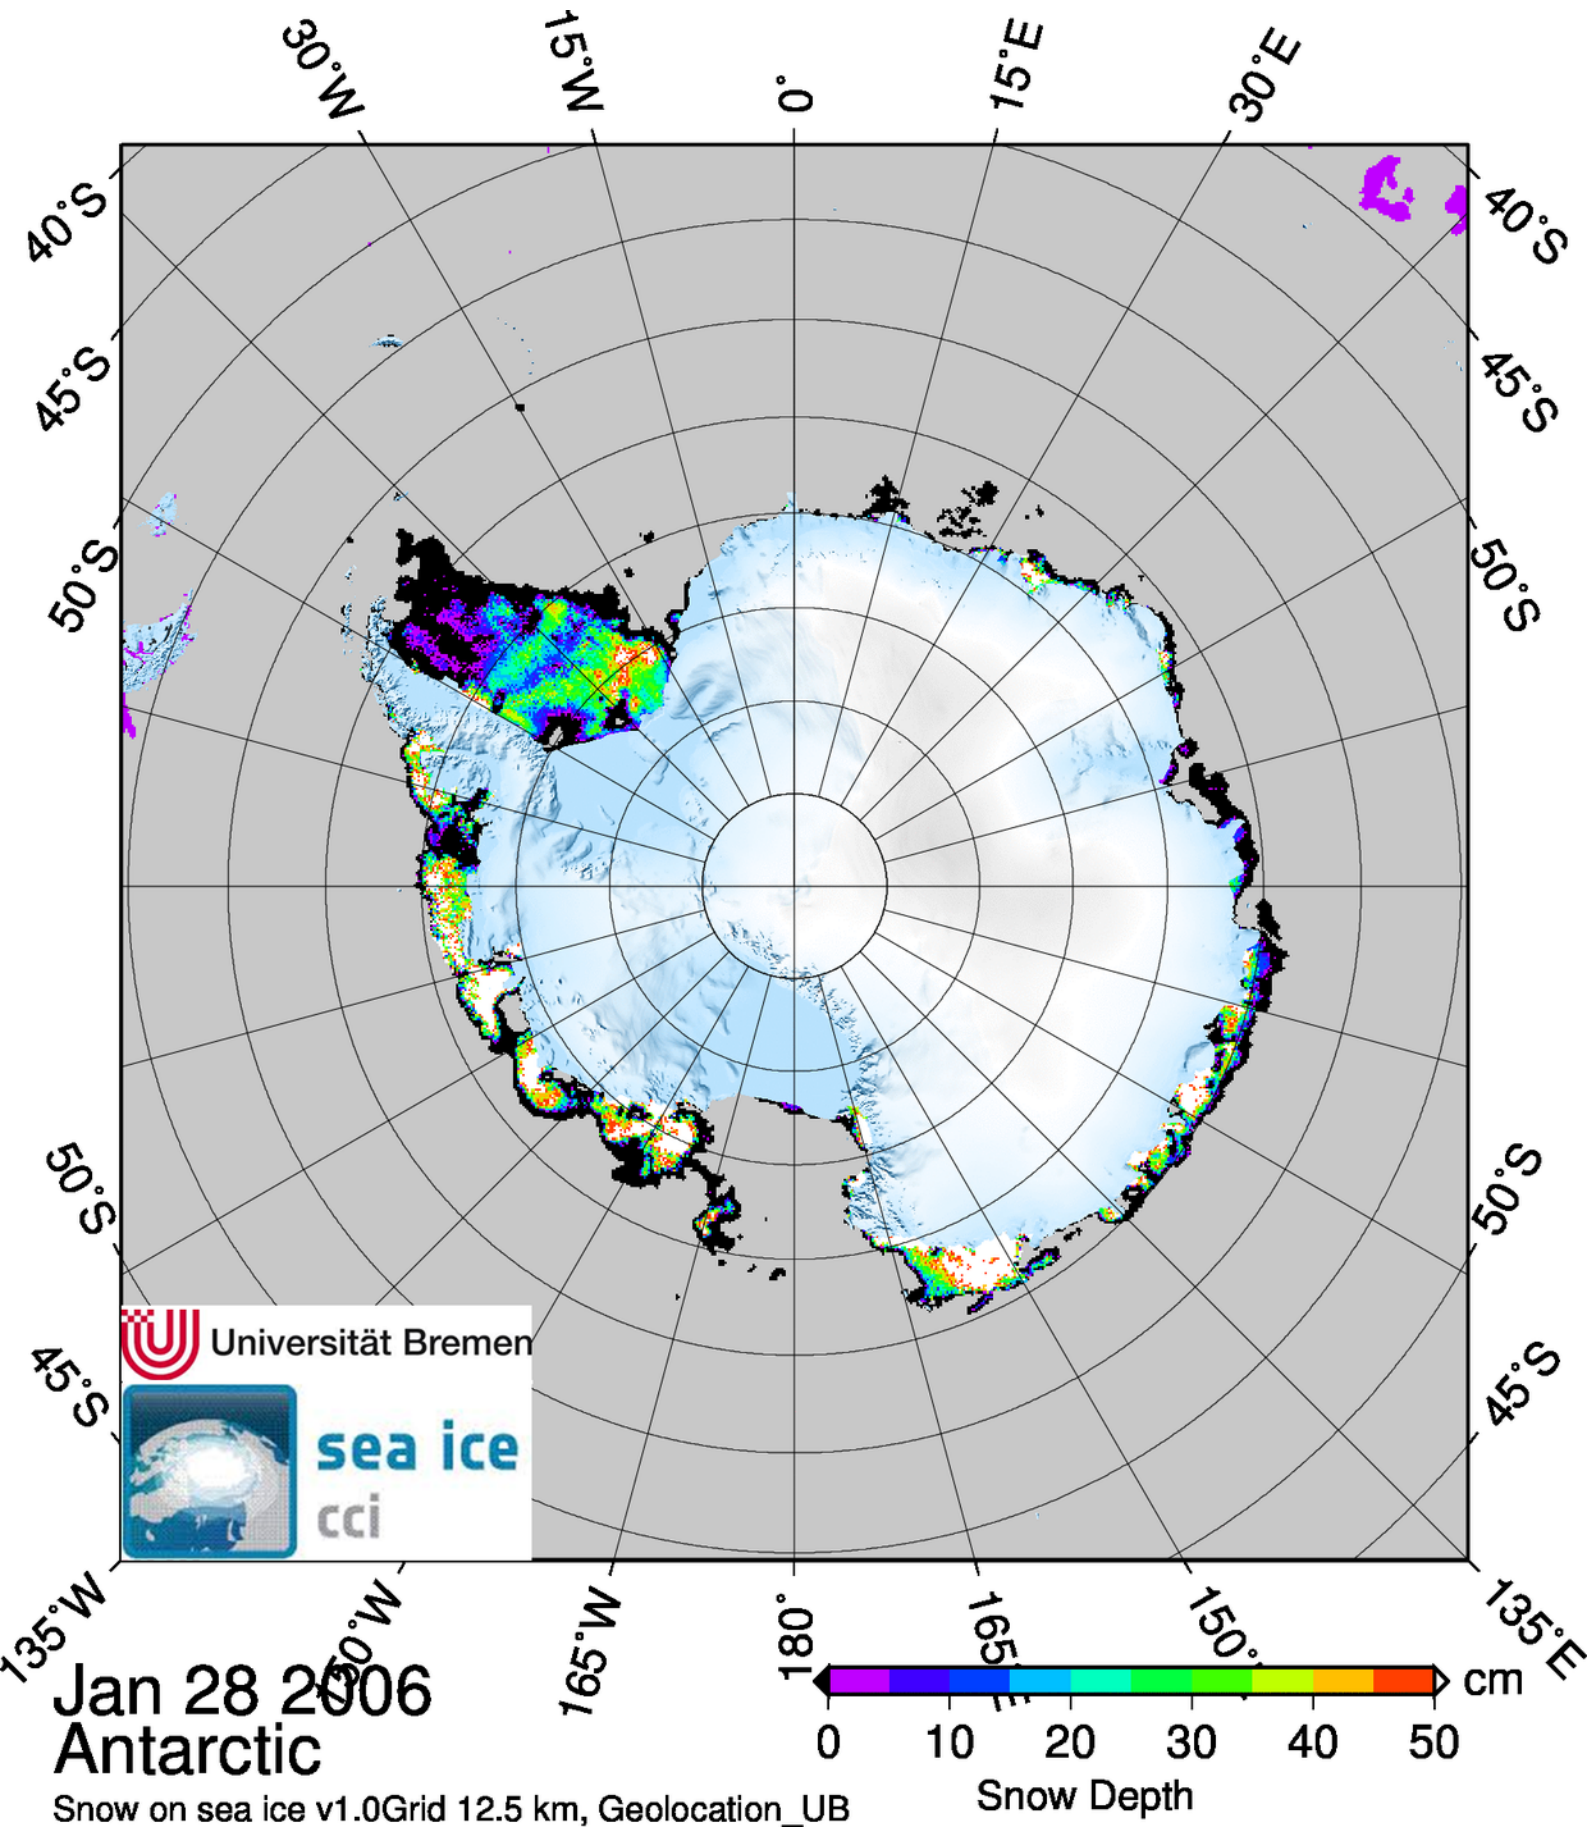 30°W 15°W 0° 15°E 30°E
40°S 40°S
45°S 45°S
50°S 50°S
50°S 50°S
45°S 45°S
Universität Bremen
sea ice
cci
135°W 150°W 165°W 180° 165°E 150° 135°E
Jan 28 2006
Antarctic
Snow on sea ice v1.0Grid 12.5 km, Geolocation_UB
cm
0 10 20 30 40 50
Snow Depth